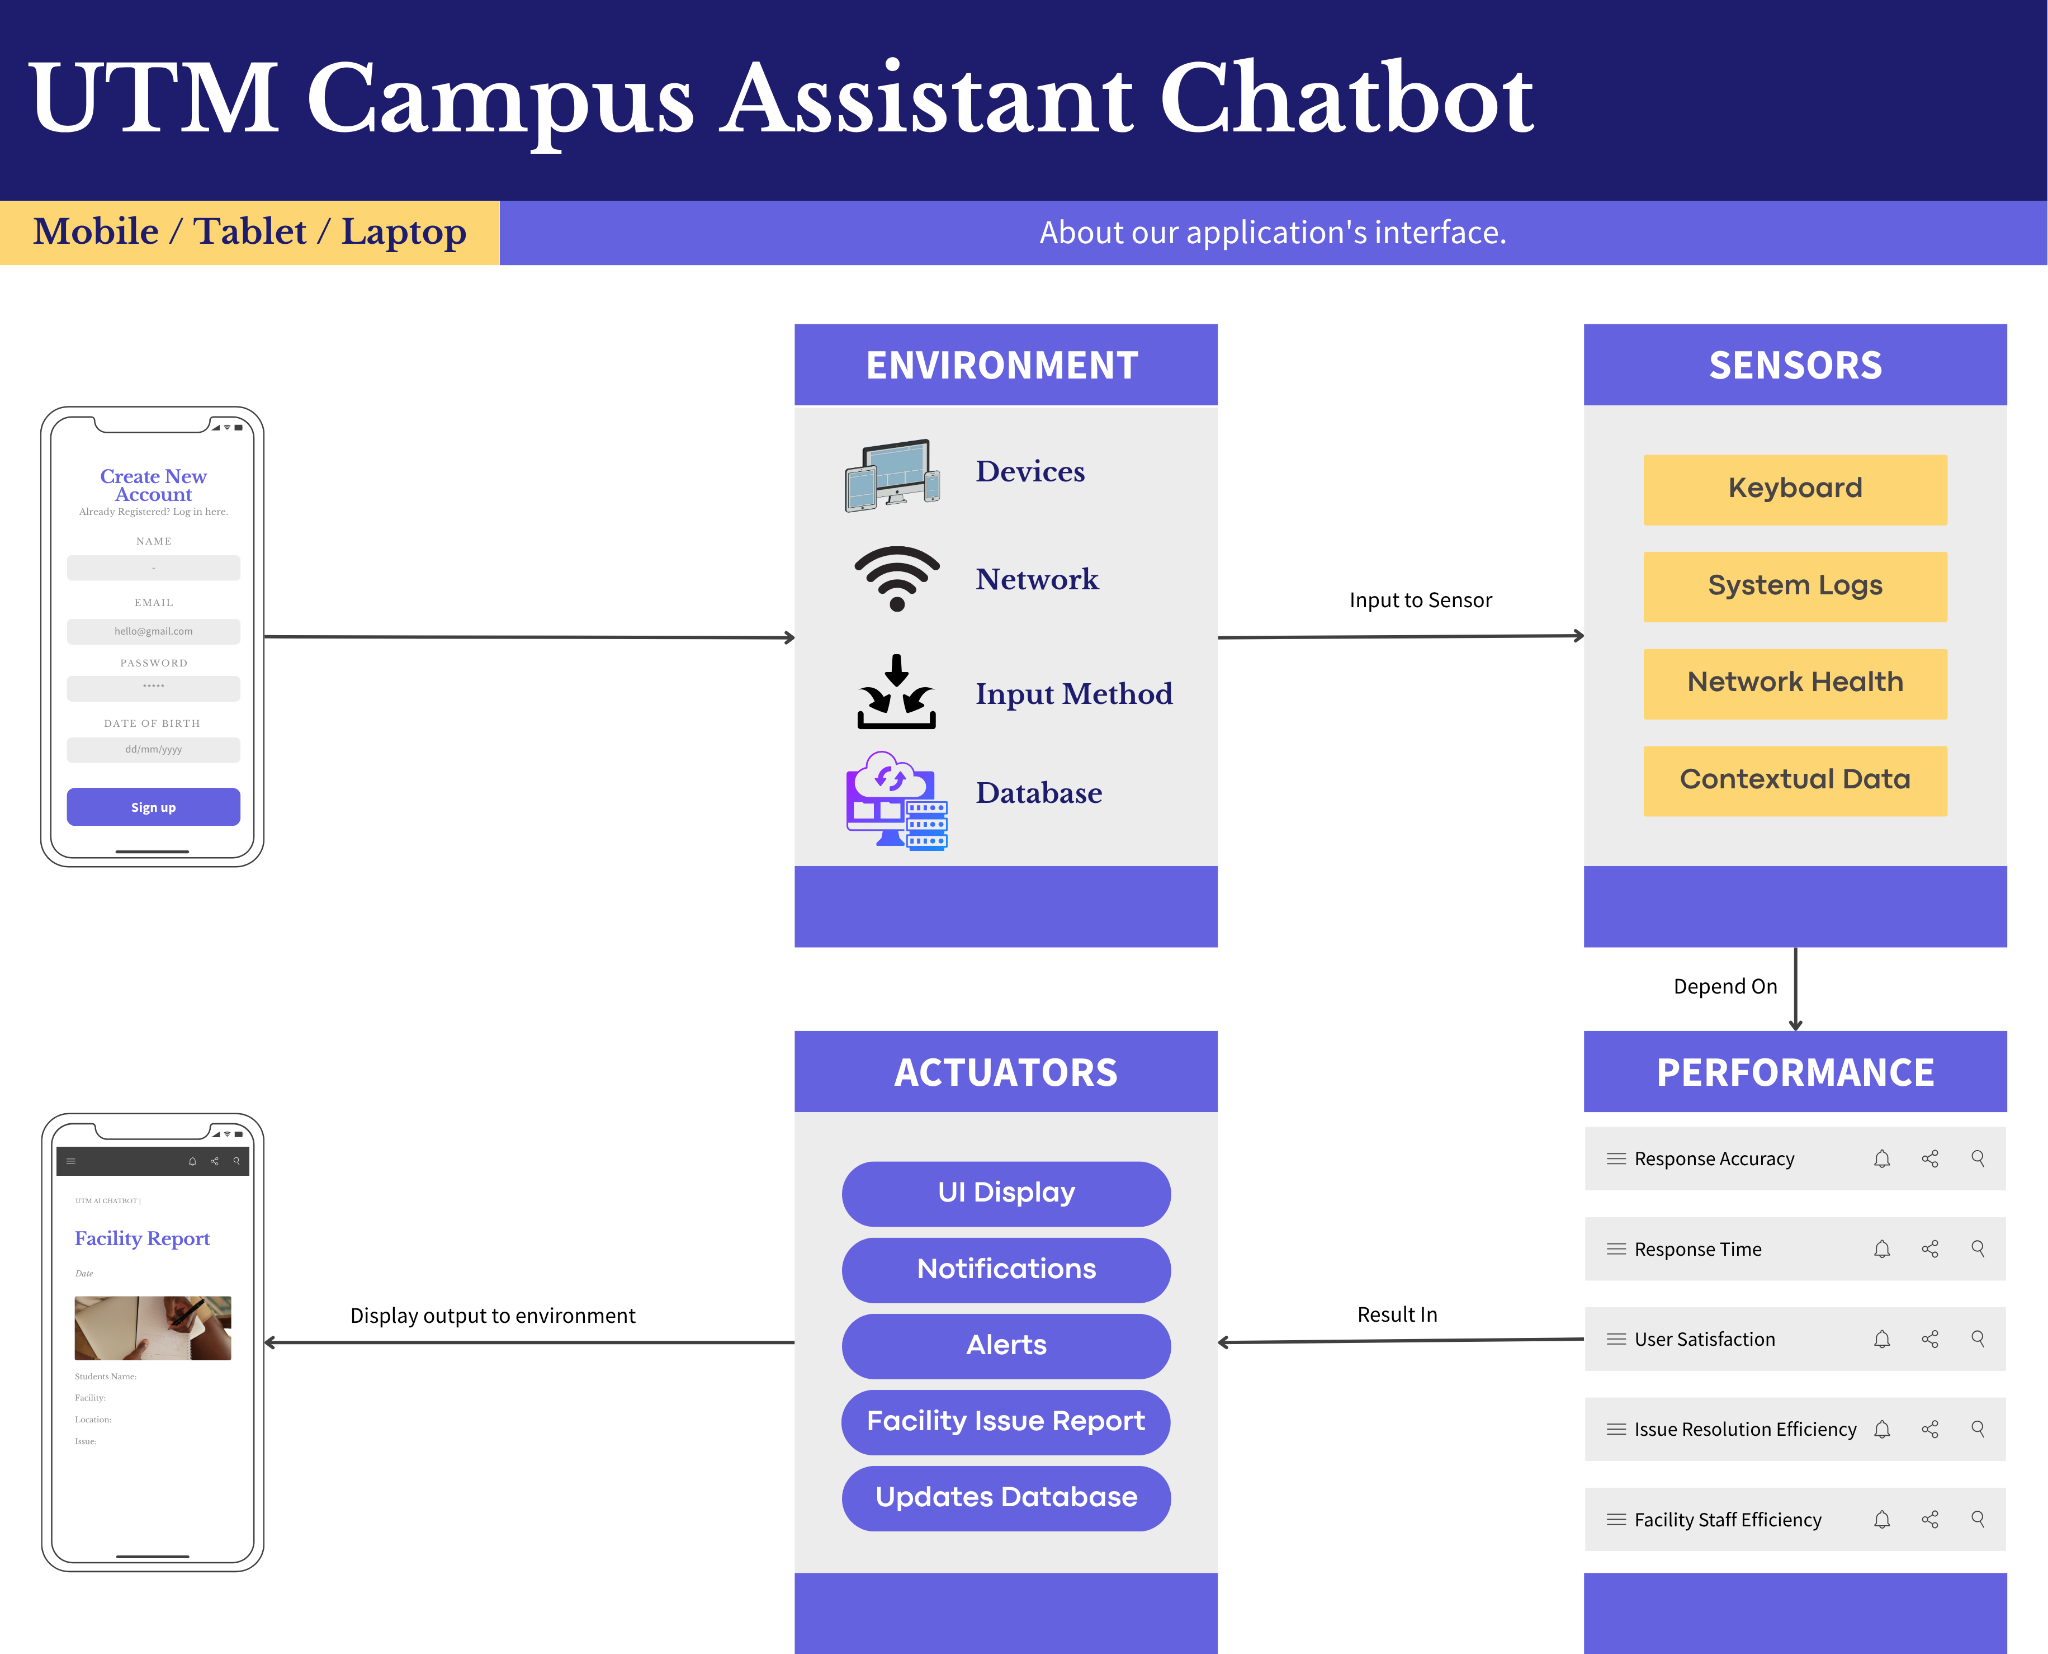 UTM Campus Assistant Chatbot
Mobile / Tablet / Laptop
About our application's interface.
Create New
Account
Already Registered? Log in here.
NAME
-
EMAIL
hello@gmail.com
PASSWORD
*****
DATE OF BIRTH
dd/mm/yyyy
Sign up
ENVIRONMENT
Devices
Network
Input Method
Database
Input to Sensor
SENSORS
Keyboard
System Logs
Network Health
Contextual Data
Depend On
PERFORMANCE
Response Accuracy
Response Time
User Satisfaction
Issue Resolution Efficiency
Facility Staff Efficiency
Result In
ACTUATORS
UI Display
Notifications
Alerts
Facility Issue Report
Updates Database
Display output to environment
UTM AI CHATBOT |
Facility Report
Date
Students Name:
Facility:
Location:
Issue: